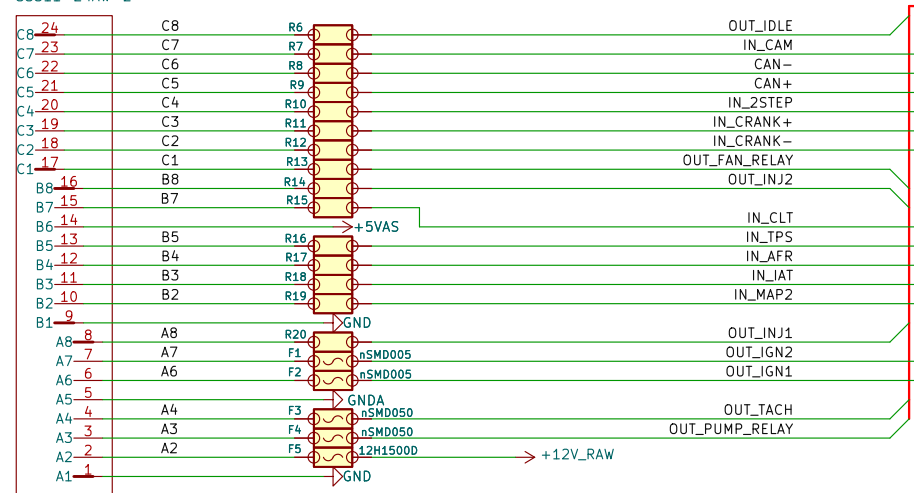 C8 24 C8 R6 OUT_IDLE
C7 23 C7 R7 IN_CAM
C6 22 C6 R8 CAN-
C5 21 C5 R9 CAN+
C4 20 C4 R10 IN_2STEP
C3 19 C3 R11 IN_CRANK+
C2 18 C2 R12 IN_CRANK-
C1 17 C1 R13 OUT_FAN_RELAY
B8 16 B8 R14 OUT_INJ2
B7 15 B7 R15
B6 14 +5VAS IN_CLT
B5 13 B5 R16 IN_TPS
B4 12 B4 R17 IN_AFR
B3 11 B3 R18 IN_IAT
B2 10 B2 R19 IN_MAP2
B1 9 GND
A8 8 A8 R20 OUT_INJ1
A7 7 A7 F1 nSMD005 OUT_IGN2
A6 6 A6 F2 nSMD005 OUT_IGN1
A5 5 GNDA
A4 4 A4 F3 nSMD050 OUT_TACH
A3 3 A3 F4 nSMD050 OUT_PUMP_RELAY
A2 2 A2 F5 12H1500D +12V_RAW
A1 1 GND